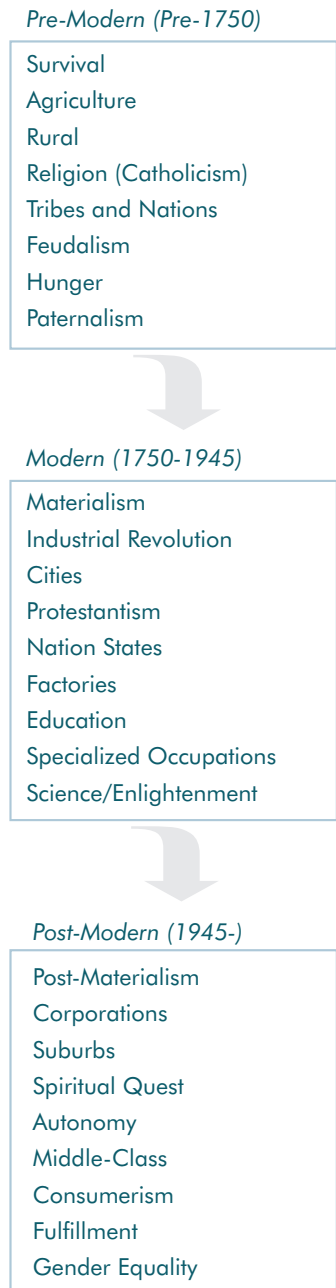 Pre-Modern (Pre-1750)
Survival
Agriculture
Rural
Religion (Catholicism)
Tribes and Nations
Feudalism
Hunger
Paternalism
Modern (1750-1945)
Materialism
Industrial Revolution
Cities
Protestantism
Nation States
Factories
Education
Specialized Occupations
Science/Enlightenment
Post-Modern (1945-)
Post-Materialism
Corporations
Suburbs
Spiritual Quest
Autonomy
Middle-Class
Consumerism
Fulfillment
Gender Equality